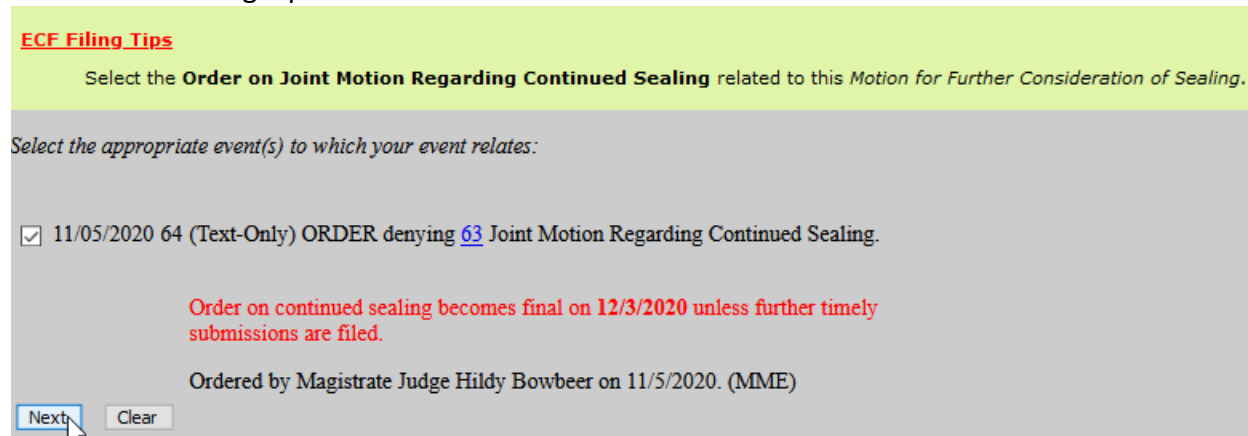 ECF Filing Tips
Select the Order on Joint Motion Regarding Continued Sealing related to this Motion for Further Consideration of Sealing.
Select the appropriate event(s) to which your event relates:
11/05/2020 64 (Text-Only) ORDER denying 63 Joint Motion Regarding Continued Sealing.
Order on continued sealing becomes final on 12/3/2020 unless further timely
submissions are filed.
Ordered by Magistrate Judge Hildy Bowbeer on 11/5/2020. (MME)
Next Clear